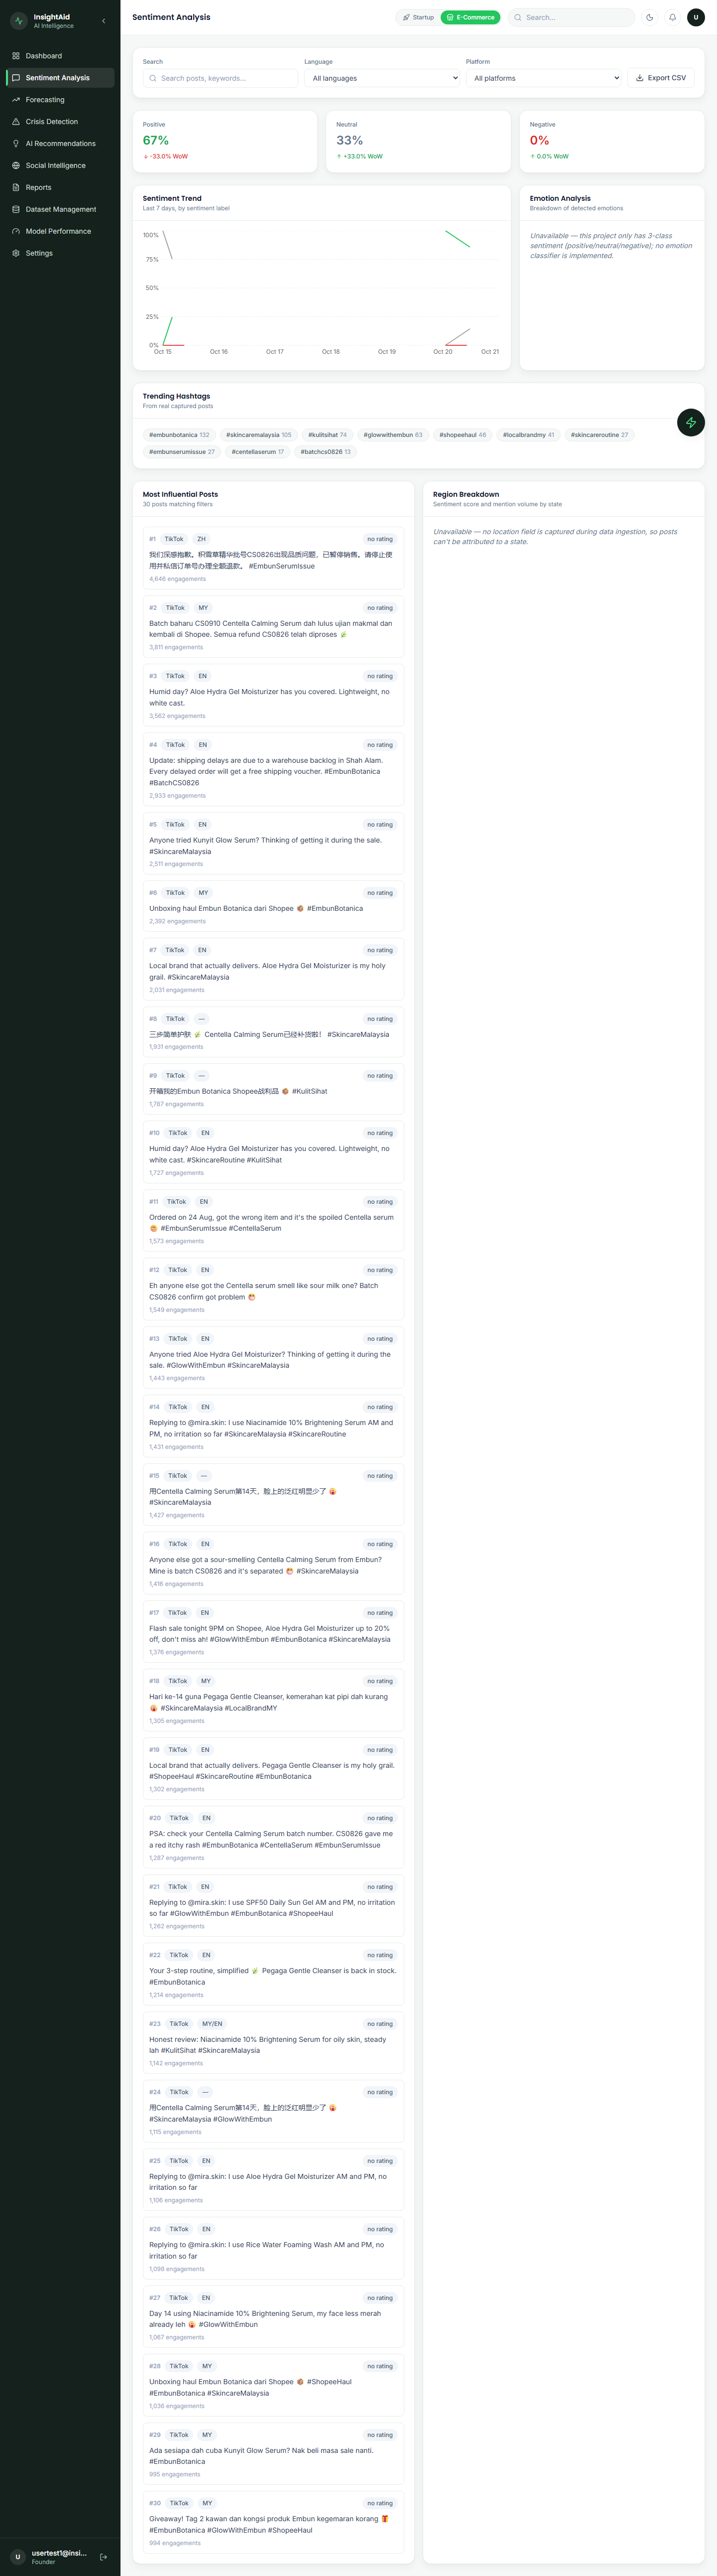 InsightAid
AI Intelligence
Dashboard
Sentiment Analysis
Forecasting
Crisis Detection
AI Recommendations
Social Intelligence
Reports
Dataset Management
Model Performance
Settings
U
usertest1@insi...
Founder
Sentiment Analysis
Startup
E-Commerce
Search...
U
Search
Search posts, keywords...
Language
All languages
Platform
All platforms
Export CSV
Positive
67%
↓ -33.0% WoW
Neutral
33%
↑ +33.0% WoW
Negative
0%
↑ 0.0% WoW
Sentiment Trend
Last 7 days, by sentiment label
100%
75%
50%
25%
0%
Oct 15 Oct 16 Oct 17 Oct 18 Oct 19 Oct 20 Oct 21
Emotion Analysis
Breakdown of detected emotions
Unavailable — this project only has 3-class
sentiment (positive/neutral/negative); no emotion
classifier is implemented.
Trending Hashtags
From real captured posts
#embunbotanica 132 #skincaremalaysia 105 #kulitsihat 74 #glowwithembun 63 #shopeehaul 46 #localbrandmy 41 #skincareroutine 27
#embunserumissue 27 #centellaserum 17 #batchcs0826 13
Most Influential Posts
30 posts matching filters
#1 TikTok ZH no rating
我们深感抱歉。积雪草精华批号CS0826出现品质问题，已暂停销售。请停止使
用并私信订单号办理全额退款。 #EmbunSerumIssue
4,646 engagements
#2 TikTok MY no rating
Batch baharu CS0910 Centella Calming Serum dah lulus ujian makmal dan
kembali di Shopee. Semua refund CS0826 telah diproses 🌿
3,811 engagements
#3 TikTok EN no rating
Humid day? Aloe Hydra Gel Moisturizer has you covered. Lightweight, no
white cast.
3,562 engagements
#4 TikTok EN no rating
Update: shipping delays are due to a warehouse backlog in Shah Alam.
Every delayed order will get a free shipping voucher. #EmbunBotanica
#BatchCS0826
2,933 engagements
#5 TikTok EN no rating
Anyone tried Kunyit Glow Serum? Thinking of getting it during the sale.
#SkincareMalaysia
2,511 engagements
#6 TikTok MY no rating
Unboxing haul Embun Botanica dari Shopee 📦 #EmbunBotanica
2,392 engagements
#7 TikTok EN no rating
Local brand that actually delivers. Aloe Hydra Gel Moisturizer is my holy
grail. #SkincareMalaysia
2,031 engagements
#8 TikTok — no rating
三步简单护肤 🌿 Centella Calming Serum已经补货啦！ #SkincareMalaysia
1,931 engagements
#9 TikTok — no rating
开箱我的Embun Botanica Shopee战利品 📦 #KulitSihat
1,787 engagements
#10 TikTok EN no rating
Humid day? Aloe Hydra Gel Moisturizer has you covered. Lightweight, no
white cast. #SkincareRoutine #KulitSihat
1,727 engagements
#11 TikTok EN no rating
Ordered on 24 Aug, got the wrong item and it's the spoiled Centella serum
😡 #EmbunSerumIssue #CentellaSerum
1,573 engagements
#12 TikTok EN no rating
Eh anyone else got the Centella serum smell like sour milk one? Batch
CS0826 confirm got problem 😷
1,549 engagements
#13 TikTok EN no rating
Anyone tried Aloe Hydra Gel Moisturizer? Thinking of getting it during the
sale. #GlowWithEmbun #SkincareMalaysia
1,443 engagements
#14 TikTok EN no rating
Replying to @mira.skin: I use Niacinamide 10% Brightening Serum AM and
PM, no irritation so far #SkincareMalaysia #SkincareRoutine
1,431 engagements
#15 TikTok — no rating
用Centella Calming Serum第14天，脸上的泛红明显少了 😭
#SkincareMalaysia
1,427 engagements
#16 TikTok EN no rating
Anyone else got a sour-smelling Centella Calming Serum from Embun?
Mine is batch CS0826 and it's separated 😷 #SkincareMalaysia
1,416 engagements
#17 TikTok EN no rating
Flash sale tonight 9PM on Shopee, Aloe Hydra Gel Moisturizer up to 20%
off, don't miss ah! #GlowWithEmbun #EmbunBotanica #SkincareMalaysia
1,376 engagements
#18 TikTok MY no rating
Hari ke-14 guna Pegaga Gentle Cleanser, kemerahan kat pipi dah kurang
😭 #SkincareMalaysia #LocalBrandMY
1,305 engagements
#19 TikTok EN no rating
Local brand that actually delivers. Pegaga Gentle Cleanser is my holy grail.
#ShopeeHaul #SkincareRoutine #EmbunBotanica
1,302 engagements
#20 TikTok EN no rating
PSA: check your Centella Calming Serum batch number. CS0826 gave me
a red itchy rash #EmbunBotanica #CentellaSerum #EmbunSerumIssue
1,287 engagements
#21 TikTok EN no rating
Replying to @mira.skin: I use SPF50 Daily Sun Gel AM and PM, no irritation
so far #GlowWithEmbun #EmbunBotanica #ShopeeHaul
1,262 engagements
#22 TikTok EN no rating
Your 3-step routine, simplified 🌿 Pegaga Gentle Cleanser is back in stock.
#EmbunBotanica
1,214 engagements
#23 TikTok MY/EN no rating
Honest review: Niacinamide 10% Brightening Serum for oily skin, steady
lah #KulitSihat #SkincareMalaysia
1,142 engagements
#24 TikTok — no rating
用Centella Calming Serum第14天，脸上的泛红明显少了 😭
#SkincareMalaysia #GlowWithEmbun
1,115 engagements
#25 TikTok EN no rating
Replying to @mira.skin: I use Aloe Hydra Gel Moisturizer AM and PM, no
irritation so far
1,106 engagements
#26 TikTok EN no rating
Replying to @mira.skin: I use Rice Water Foaming Wash AM and PM, no
irritation so far
1,098 engagements
#27 TikTok EN no rating
Day 14 using Niacinamide 10% Brightening Serum, my face less merah
already leh 😭 #GlowWithEmbun
1,067 engagements
#28 TikTok MY no rating
Unboxing haul Embun Botanica dari Shopee 📦 #ShopeeHaul
#EmbunBotanica #SkincareMalaysia
1,036 engagements
#29 TikTok MY no rating
Ada sesiapa dah cuba Kunyit Glow Serum? Nak beli masa sale nanti.
#EmbunBotanica
995 engagements
#30 TikTok MY no rating
Giveaway! Tag 2 kawan dan kongsi produk Embun kegemaran korang 🎁
#EmbunBotanica #GlowWithEmbun #ShopeeHaul
994 engagements
Region Breakdown
Sentiment score and mention volume by state
Unavailable — no location field is captured during data ingestion, so posts
can't be attributed to a state.